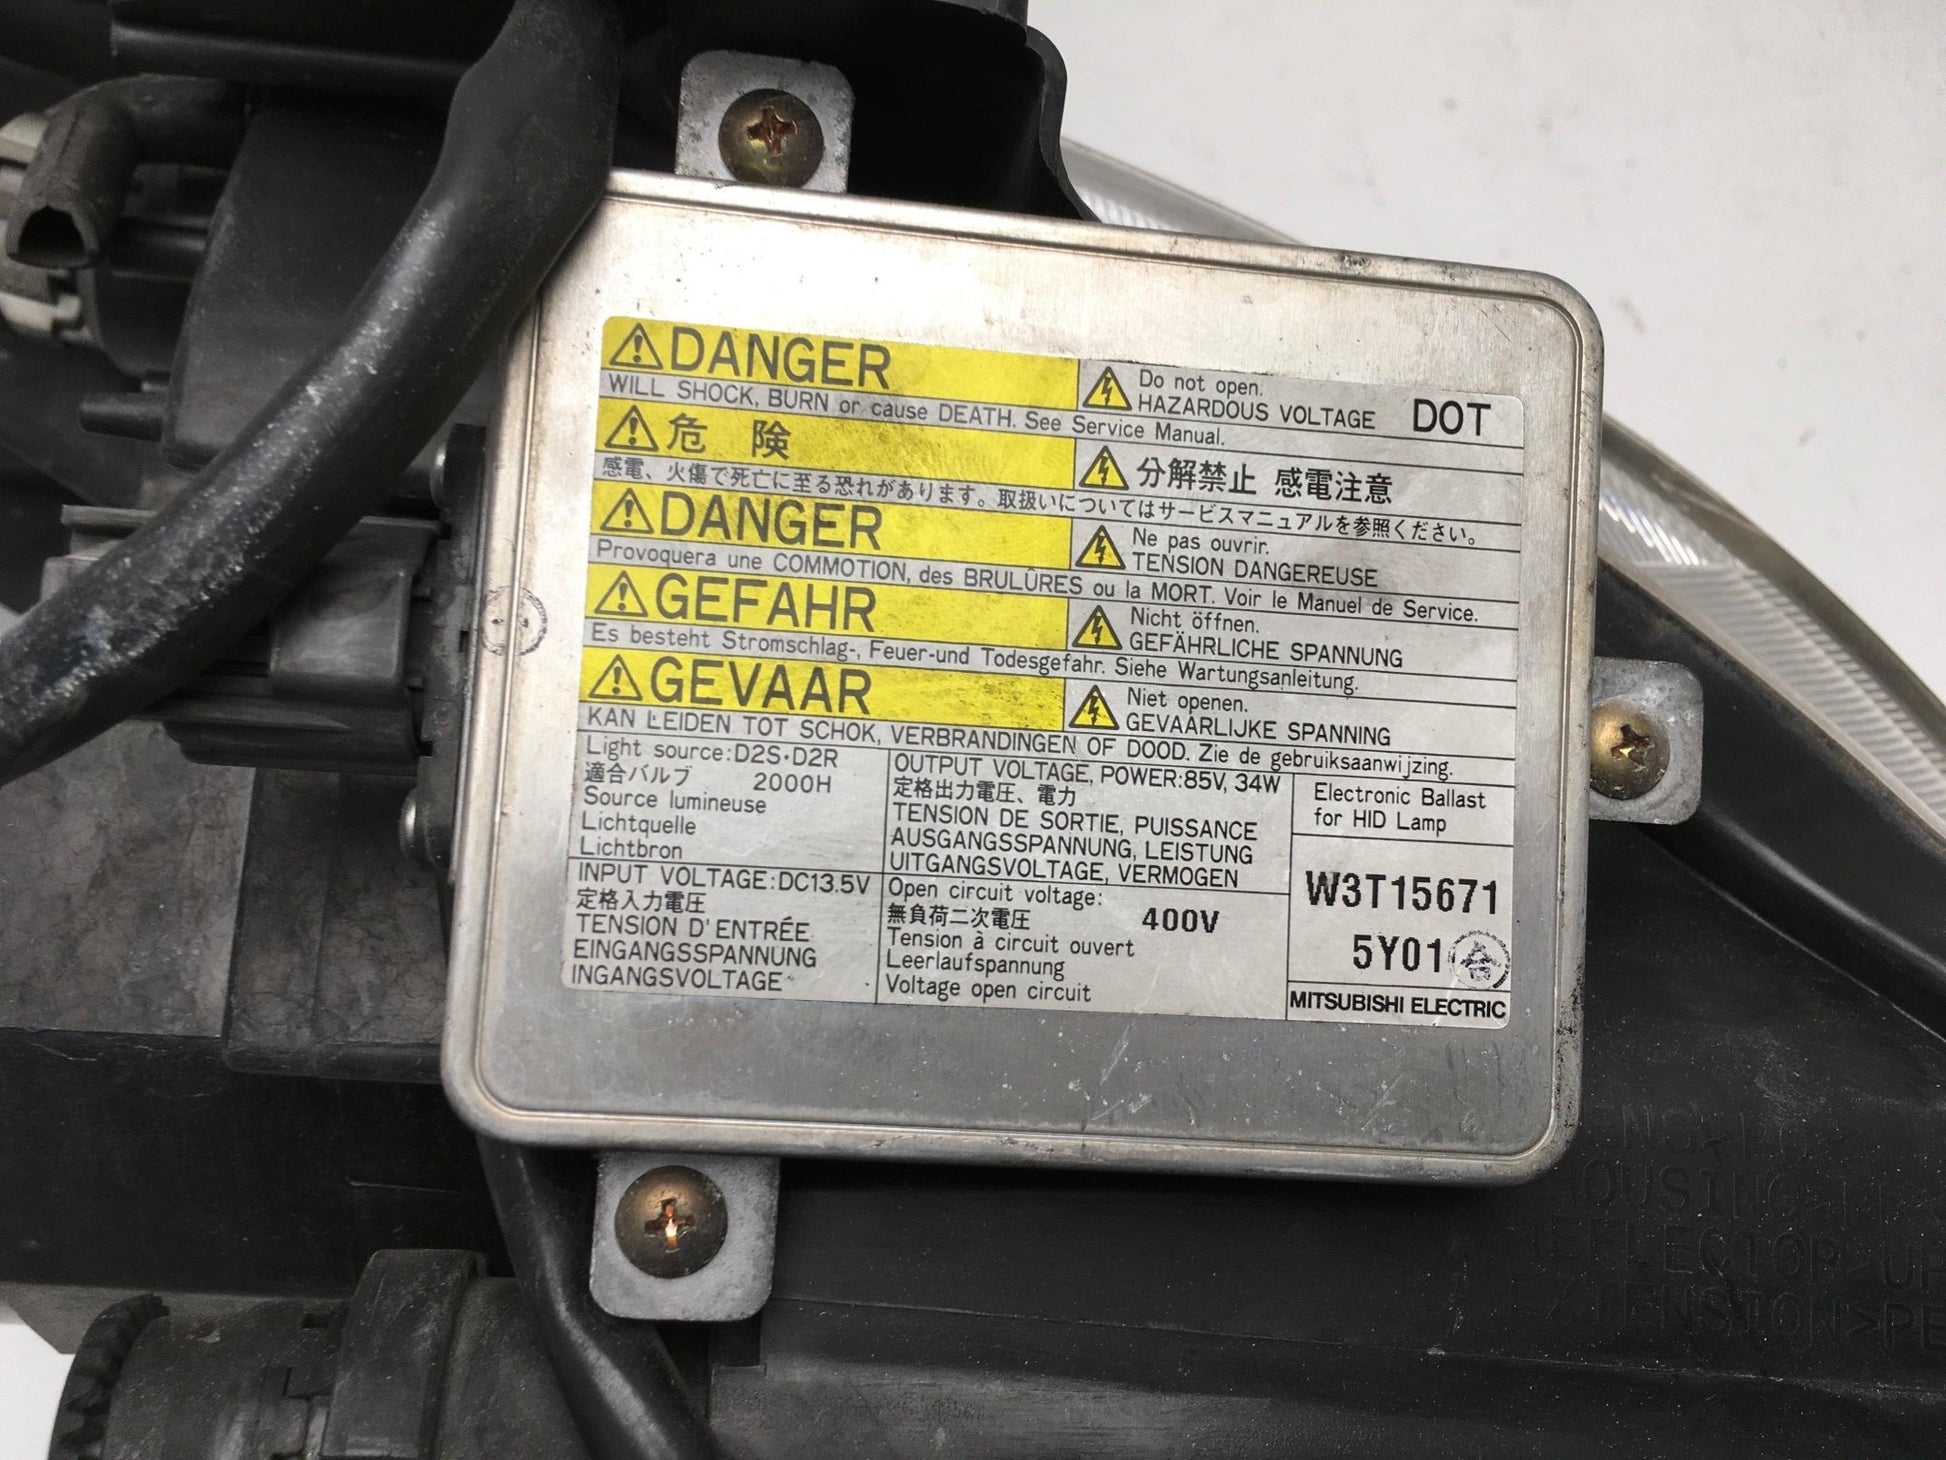 DANGER
WILL SHOCK, BURN or cause DEATH. See Service Manual.
Do not open.
HAZARDOUS VOLTAGE
DOT
危 険
感電、火傷で死亡に至る恐れがあります。取扱いについてはサービスマニュアルを参照ください。
分解禁止 感電注意
DANGER
Provoquera une COMMOTION, des BRULÛRES ou la MORT. Voir le Manuel de Service.
Ne pas ouvrir.
TENSION DANGEREUSE
GEFAHR
Es besteht Stromschlag-, Feuer-und Todesgefahr. Siehe Wartungsanleitung.
Nicht öffnen.
GEFÄHRLICHE SPANNUNG
GEVAAR
KAN LEIDEN TOT SCHOK, VERBRANDINGEN OF DOOD. Zie de gebruiksaanwijzing.
Niet openen.
GEVAARLIJKE SPANNING
Light source:D2S·D2R
適合バルブ 2000H
Source lumineuse
Lichtquelle
Lichtbron
INPUT VOLTAGE:DC13.5V
定格入力電圧
TENSION D'ENTRÉE
EINGANGSSPANNUNG
INGANGSVOLTAGE
OUTPUT VOLTAGE, POWER:85V, 34W
定格出力電圧、電力
TENSION DE SORTIE, PUISSANCE
AUSGANGSSPANNUNG, LEISTUNG
UITGANGSVOLTAGE, VERMOGEN
Open circuit voltage:
無負荷二次電圧 400V
Tension à circuit ouvert
Leerlaufspannung
Voltage open circuit
Electronic Ballast
for HID Lamp
W3T15671
5Y01 台
MITSUBISHI ELECTRIC
HOUSING
REFLECTOR>UP
EXTENSION>PE